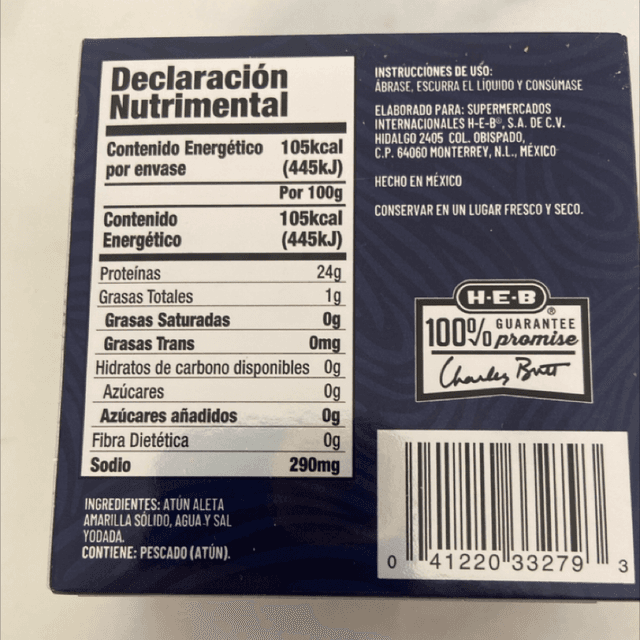 Declaración
Nutrimental
Contenido Energético 105kcal
por envase (445kJ)
Por 100g
Contenido 105kcal
Energético (445kJ)
Proteínas 24g
Grasas Totales 1g
Grasas Saturadas 0g
Grasas Trans 0mg
Hidratos de carbono disponibles 0g
Azúcares 0g
Azúcares añadidos 0g
Fibra Dietética 0g
Sodio 290mg
INGREDIENTES: ATÚN ALETA
AMARILLA SÓLIDO, AGUA Y SAL
YODADA.
CONTIENE: PESCADO (ATÚN).
INSTRUCCIÓNES DE USO:
ÁBRASE, ESCURRA EL LÍQUIDO Y CONSÚMASE
ELABORADO PARA: SUPERMERCADOS
INTERNACIONALES H-E-B®, S.A. DE C.V.
HIDALGO 2405 COL. OBISPADO,
C.P. 64060 MONTERREY, N.L., MÉXICO
HECHO EN MÉXICO
CONSERVAR EN UN LUGAR FRESCO Y SECO.
H-E-B
®
100% GUARANTEE
promise
Charles Butt
0 41220 33279 3